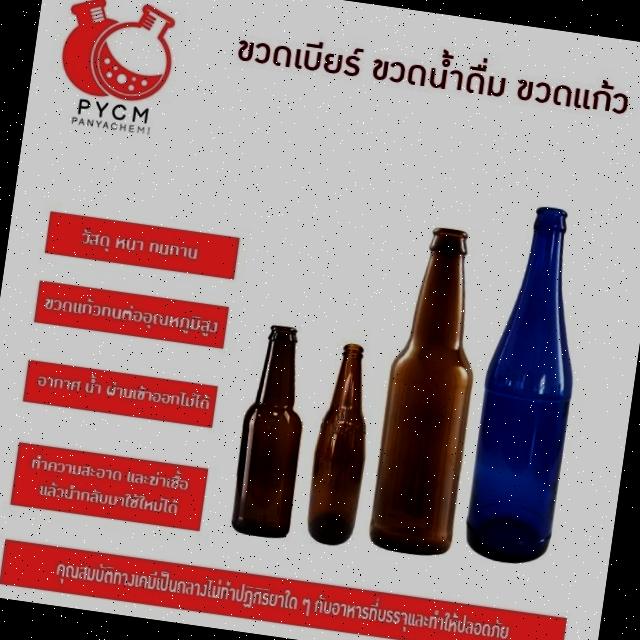 PYCM
PANYACHEMI
ขวดเบียร์ ขวดน้ำดื่ม ขวดแก้ว
วัสดุ หนา ทนทาน
ขวดแก้วทนต่ออุณหภูมิสูง
อากาศ น้ำ ผ่านเข้าออกไม่ได้
ทำความสะอาด และฆ่าเชื้อ
แล้วนำกลับมาใช้ใหม่ได้
คุณสมบัติทางเคมีเป็นกลางไม่ทำปฏิกิริยาใด ๆ กับอาหารที่บรรจุและทำให้ปลอดภัย